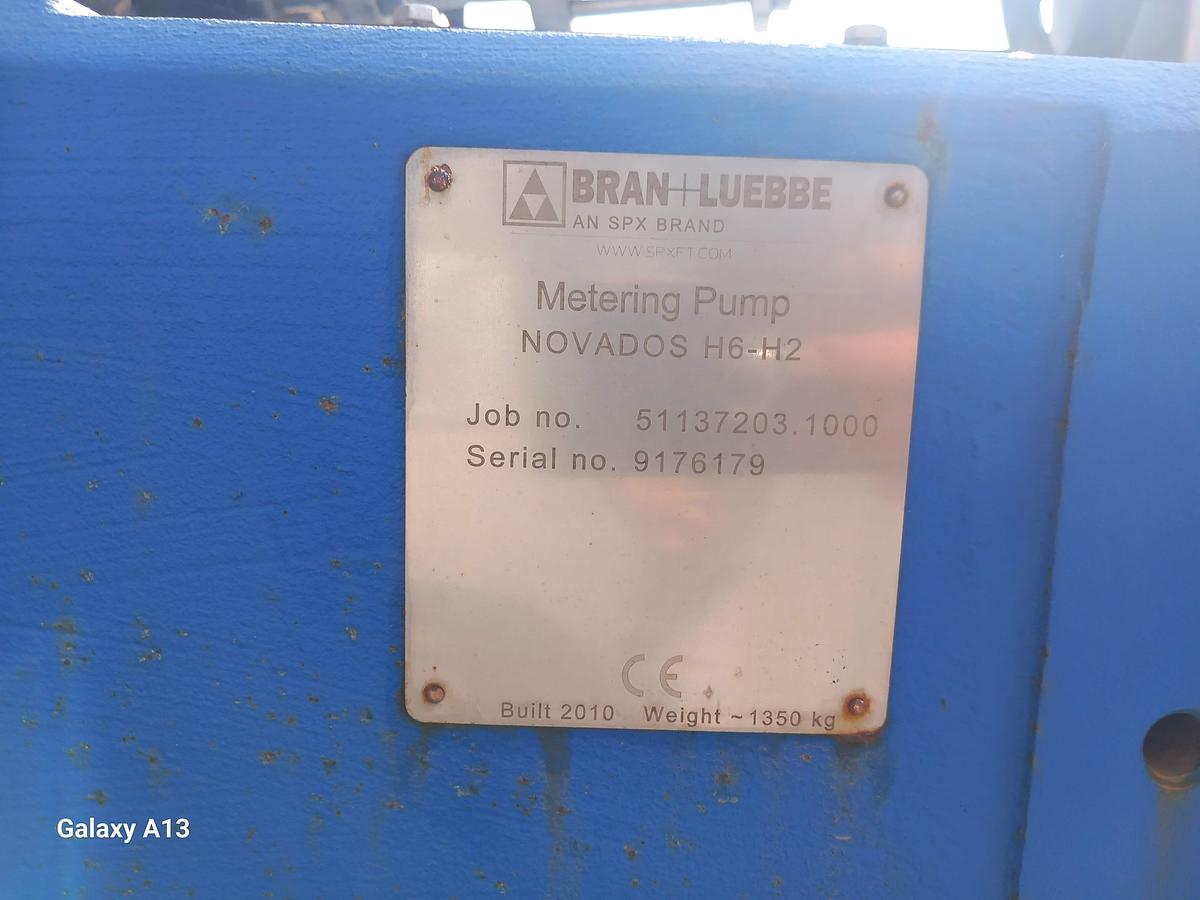 BRAN+LUEBBE
AN SPX BRAND
WWW.SPXFT.COM
Metering Pump
NOVADOS H6-H2
Job no. 51137203.1000
Serial no. 9176179
CE
Built 2010 Weight ~1350 kg
Galaxy A13